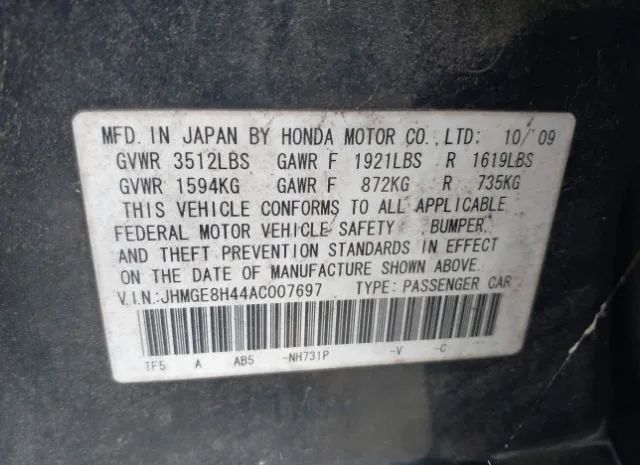 MFD. IN JAPAN BY HONDA MOTOR CO., LTD: 10/'09
GVWR 3512LBS GAWR F 1921LBS R 1619LBS
GVWR 1594KG GAWR F 872KG R 735KG
THIS VEHICLE CONFORMS TO ALL APPLICABLE
FEDERAL MOTOR VEHICLE SAFETY, BUMPER,
AND THEFT PREVENTION STANDARDS IN EFFECT
ON THE DATE OF MANUFACTURE SHOWN ABOVE.
V.I.N.:JHMGE8H44AC007697 TYPE: PASSENGER CAR
TF5 A AB5 -NH731P -V -C